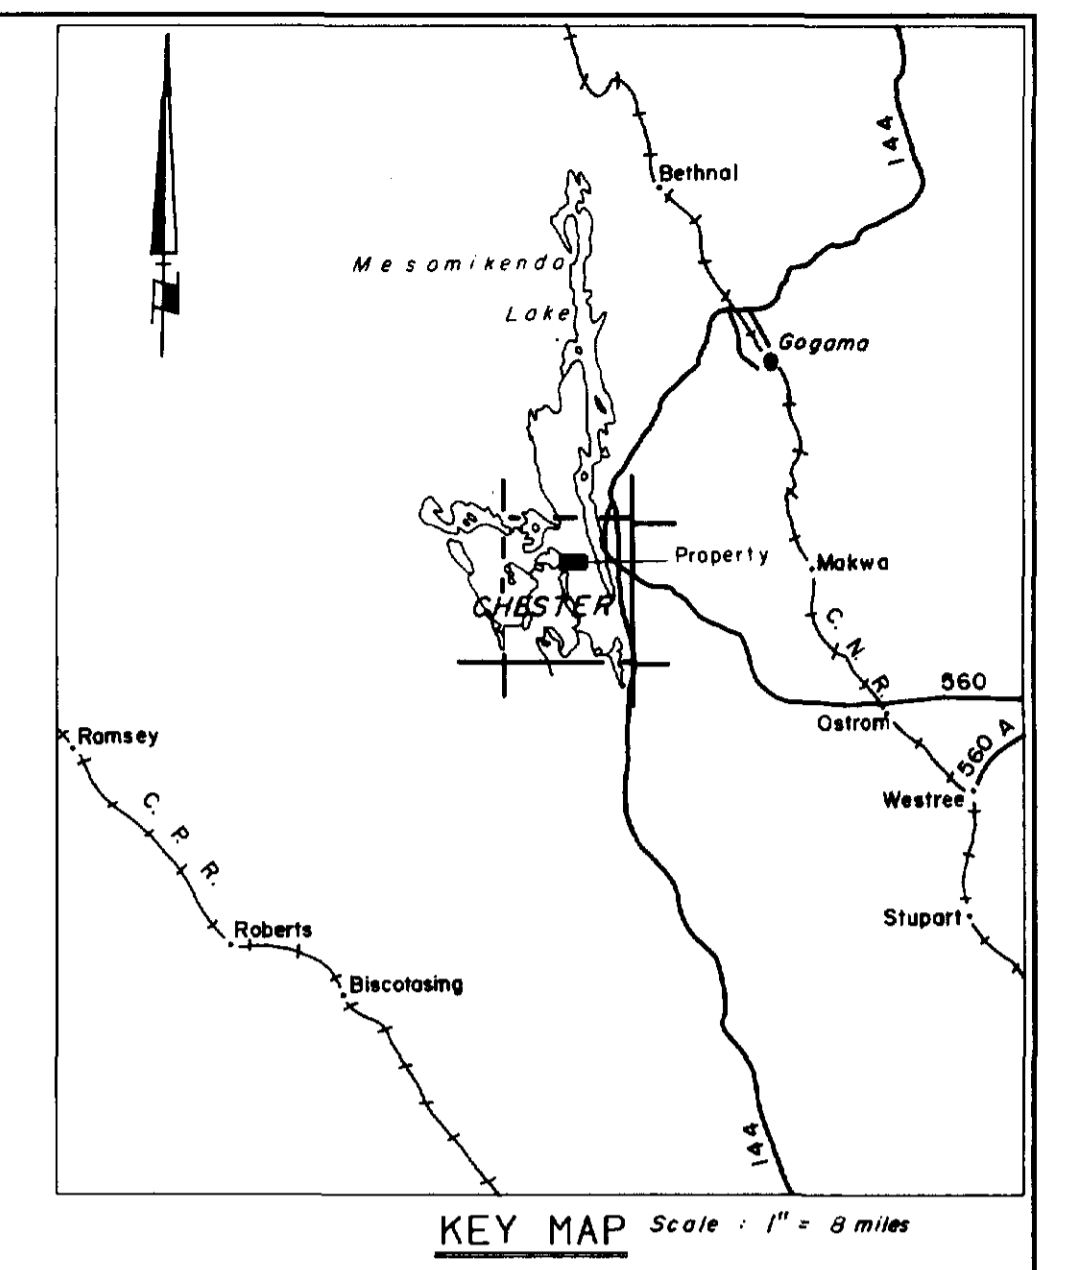 144
Bethnal
Mesomikenda
Lake
Gogama
Property
Makwa
CHESTER
C. N. R.
560
Ostrom
560 A
Ramsey
Westree
C. P. R.
Stupart
Roberts
Biscotasing
144
KEY MAP Scale : 1" = 8 miles